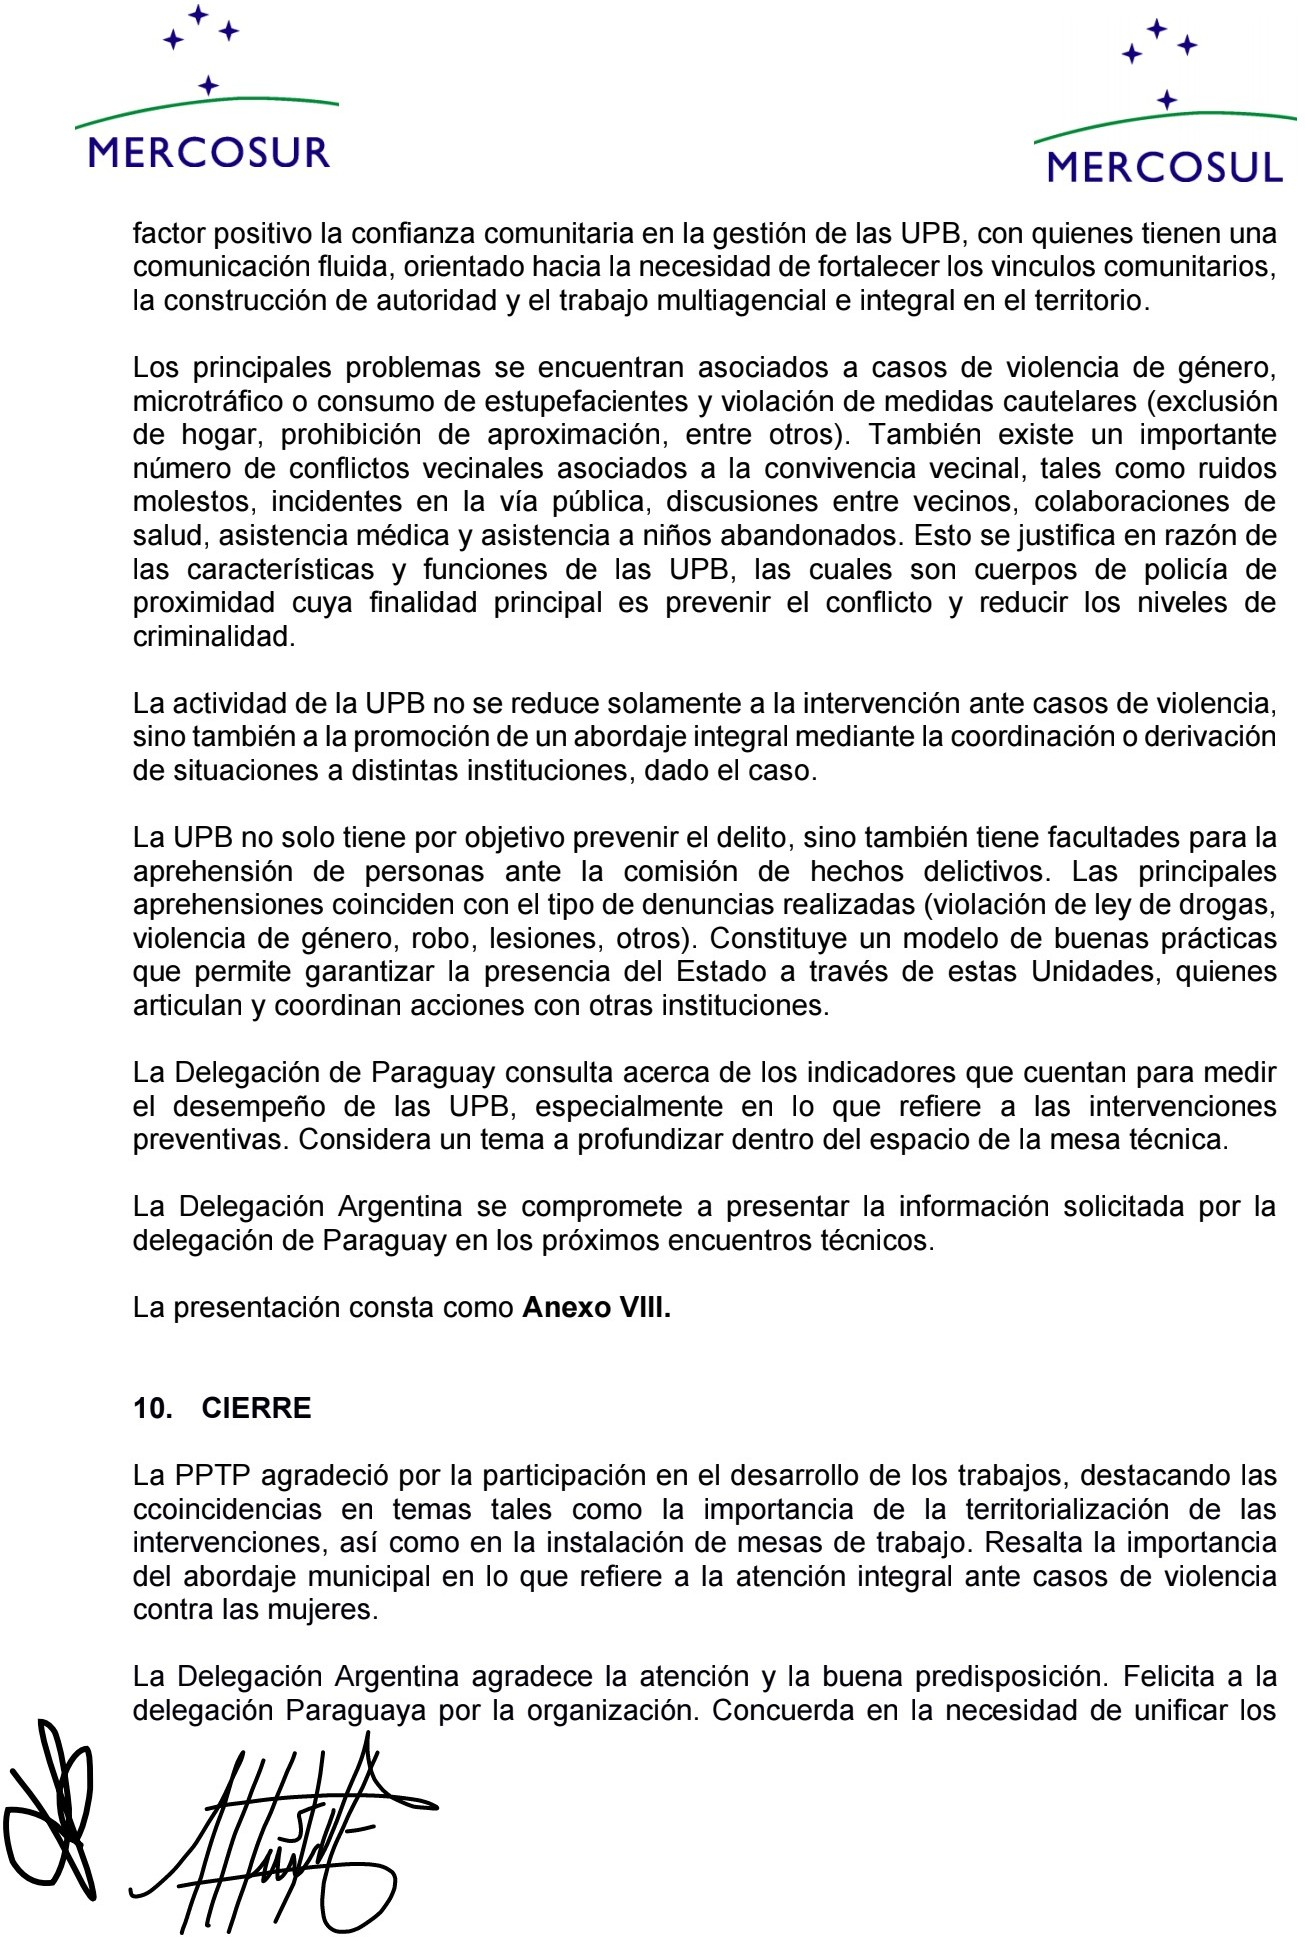 MERCOSUR
MERCOSUL
factor positivo la confianza comunitaria en la gestión de las UPB, con quienes tienen una
comunicación fluida, orientado hacia la necesidad de fortalecer los vinculos comunitarios,
la construcción de autoridad y el trabajo multiagencial e integral en el territorio.
Los principales problemas se encuentran asociados a casos de violencia de género,
microtráfico o consumo de estupefacientes y violación de medidas cautelares (exclusión
de hogar, prohibición de aproximación, entre otros). También existe un importante
número de conflictos vecinales asociados a la convivencia vecinal, tales como ruidos
molestos, incidentes en la vía pública, discusiones entre vecinos, colaboraciones de
salud, asistencia médica y asistencia a niños abandonados. Esto se justifica en razón de
las características y funciones de las UPB, las cuales son cuerpos de policía de
proximidad cuya finalidad principal es prevenir el conflicto y reducir los niveles de
criminalidad.
La actividad de la UPB no se reduce solamente a la intervención ante casos de violencia,
sino también a la promoción de un abordaje integral mediante la coordinación o derivación
de situaciones a distintas instituciones, dado el caso.
La UPB no solo tiene por objetivo prevenir el delito, sino también tiene facultades para la
aprehensión de personas ante la comisión de hechos delictivos. Las principales
aprehensiones coinciden con el tipo de denuncias realizadas (violación de ley de drogas,
violencia de género, robo, lesiones, otros). Constituye un modelo de buenas prácticas
que permite garantizar la presencia del Estado a través de estas Unidades, quienes
articulan y coordinan acciones con otras instituciones.
La Delegación de Paraguay consulta acerca de los indicadores que cuentan para medir
el desempeño de las UPB, especialmente en lo que refiere a las intervenciones
preventivas. Considera un tema a profundizar dentro del espacio de la mesa técnica.
La Delegación Argentina se compromete a presentar la información solicitada por la
delegación de Paraguay en los próximos encuentros técnicos.
La presentación consta como Anexo VIII.
10. CIERRE
La PPTP agradeció por la participación en el desarrollo de los trabajos, destacando las
ccoincidencias en temas tales como la importancia de la territorialización de las
intervenciones, así como en la instalación de mesas de trabajo. Resalta la importancia
del abordaje municipal en lo que refiere a la atención integral ante casos de violencia
contra las mujeres.
La Delegación Argentina agradece la atención y la buena predisposición. Felicita a la
delegación Paraguaya por la organización. Concuerda en la necesidad de unificar los